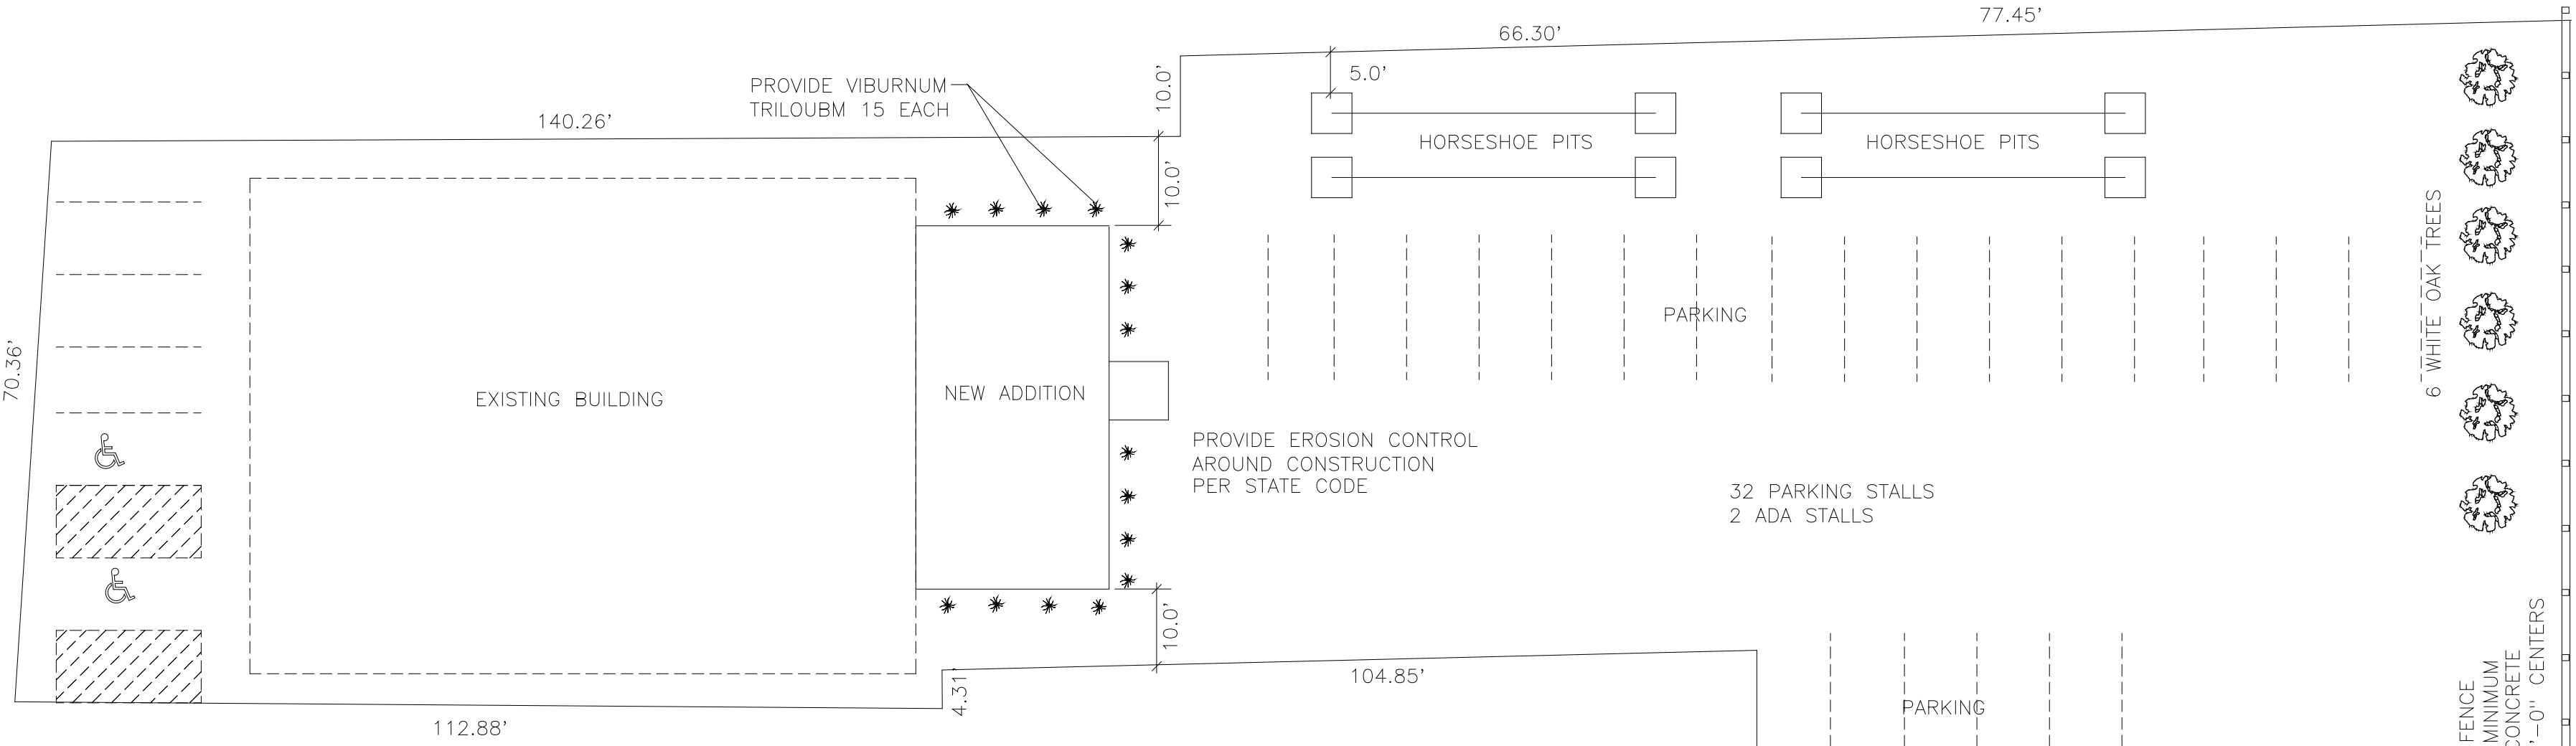 77.45'
66.30'
5.0'
10.0'
PROVIDE VIBURNUM
TRILOUBM 15 EACH
140.26'
10.0'
HORSESHOE PITS
HORSESHOE PITS
6 WHITE OAK TREES
PARKING
70.36'
EXISTING BUILDING
NEW ADDITION
PROVIDE EROSION CONTROL
AROUND CONSTRUCTION
PER STATE CODE
32 PARKING STALLS
2 ADA STALLS
10.0'
4.31'
104.85'
112.88'
PARKING
FENCE
MINIMUM
CONCRETE
'-0" CENTERS